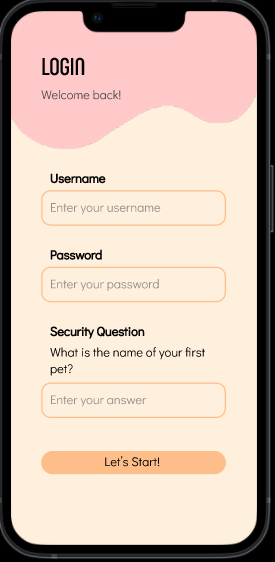 LOGIN
Welcome back!
Username
Enter your username
Password
Enter your password
Security Question
What is the name of your first
pet?
Enter your answer
Let's Start!